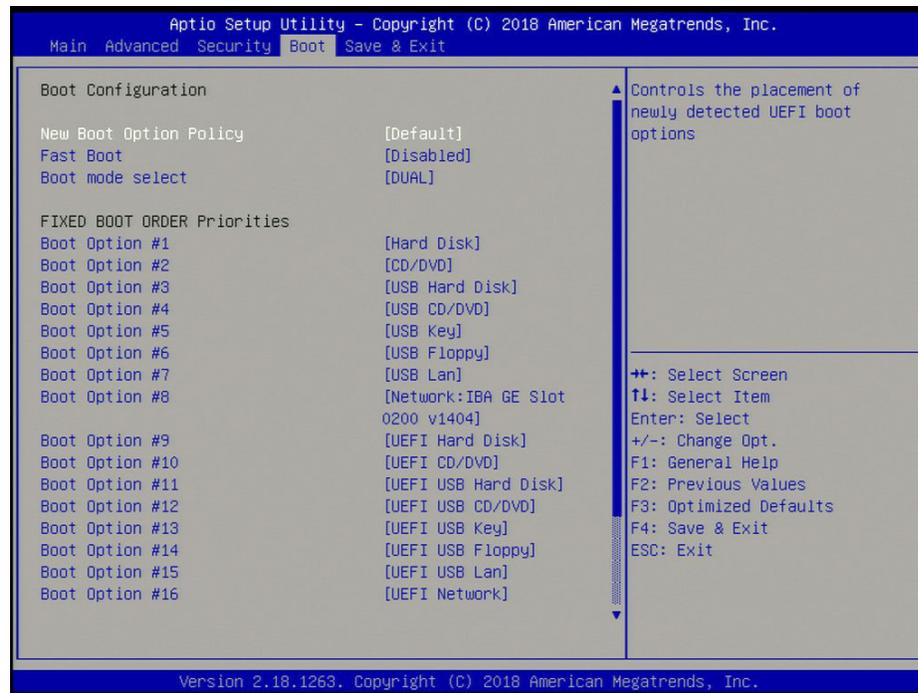 Aptio Setup Utility – Copyright (C) 2018 American Megatrends, Inc.
Main Advanced Security Boot Save & Exit
Boot Configuration
New Boot Option Policy [Default]
Fast Boot [Disabled]
Boot mode select [DUAL]
FIXED BOOT ORDER Priorities
Boot Option #1 [Hard Disk]
Boot Option #2 [CD/DVD]
Boot Option #3 [USB Hard Disk]
Boot Option #4 [USB CD/DVD]
Boot Option #5 [USB Key]
Boot Option #6 [USB Floppy]
Boot Option #7 [USB Lan]
Boot Option #8 [Network:IBA GE Slot
0200 v1404]
Boot Option #9 [UEFI Hard Disk]
Boot Option #10 [UEFI CD/DVD]
Boot Option #11 [UEFI USB Hard Disk]
Boot Option #12 [UEFI USB CD/DVD]
Boot Option #13 [UEFI USB Key]
Boot Option #14 [UEFI USB Floppy]
Boot Option #15 [UEFI USB Lan]
Boot Option #16 [UEFI Network]
Controls the placement of
newly detected UEFI boot
options
→←: Select Screen
↑↓: Select Item
Enter: Select
+/-: Change Opt.
F1: General Help
F2: Previous Values
F3: Optimized Defaults
F4: Save & Exit
ESC: Exit
Version 2.18.1263. Copyright (C) 2018 American Megatrends, Inc.